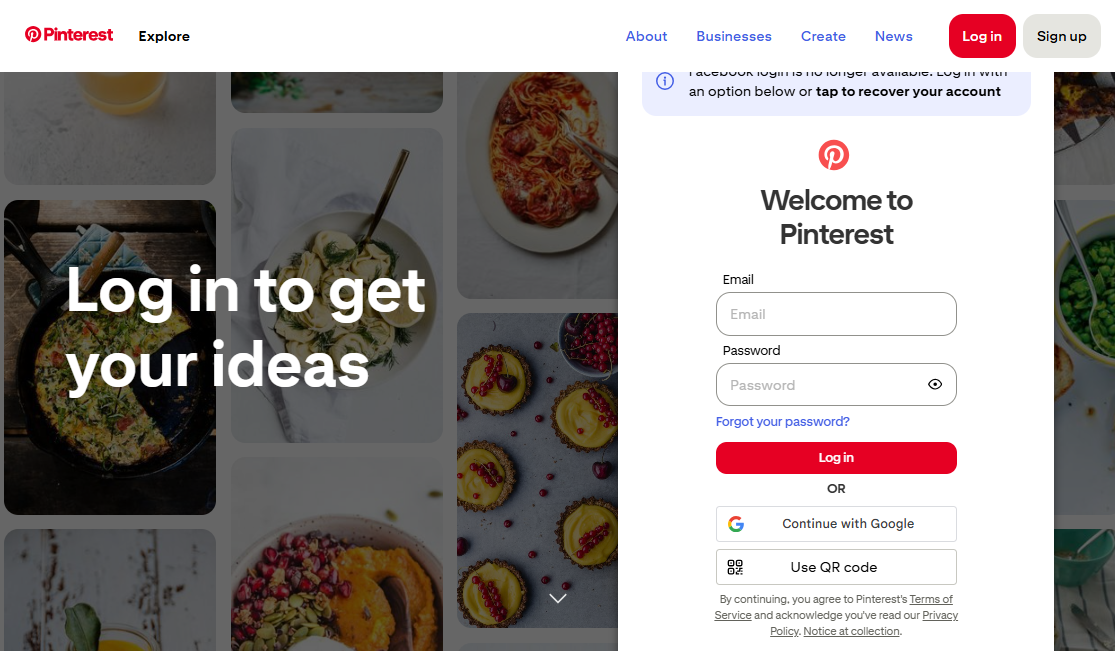 Pinterest
Explore
About
Businesses
Create
News
Log in
Sign up
Log in to get
your ideas
Facebook login is no longer available. Log in with
an option below or tap to recover your account
Welcome to
Pinterest
Email
Email
Password
Password
Forgot your password?
Log in
OR
Continue with Google
Use QR code
By continuing, you agree to Pinterest's Terms of
Service and acknowledge you've read our Privacy
Policy. Notice at collection.